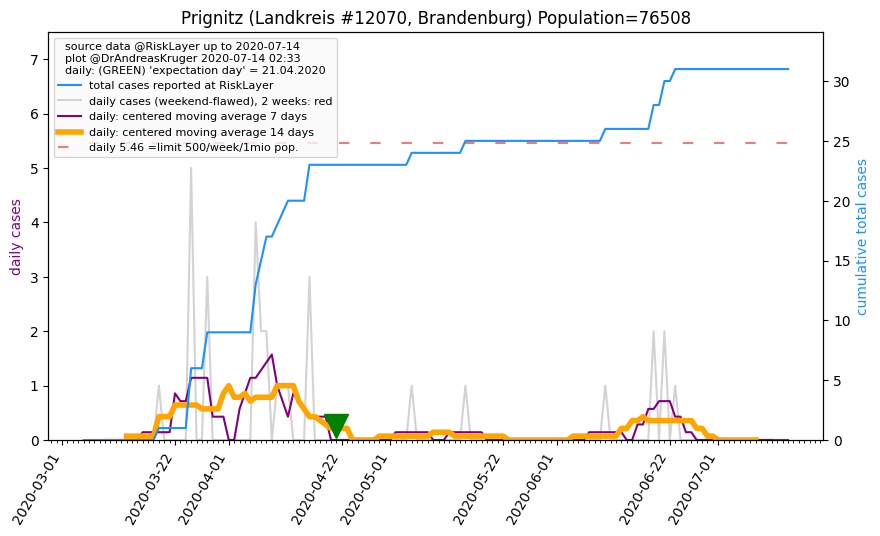 Prignitz (Landkreis #12070, Brandenburg) Population=76508
source data @RiskLayer up to 2020-07-14
plot @DrAndreasKruger 2020-07-14 02:33
daily: (GREEN) 'expectation day' = 21.04.2020
total cases reported at RiskLayer
daily cases (weekend-flawed), 2 weeks: red
daily: centered moving average 7 days
daily: centered moving average 14 days
daily 5.46 =limit 500/week/1mio pop.
daily cases
7
6
5
4
3
2
1
0
cumulative total cases
30
25
20
15
10
5
0
2020-03-01
2020-03-22
2020-04-01
2020-04-22
2020-05-01
2020-05-22
2020-06-01
2020-06-22
2020-07-01